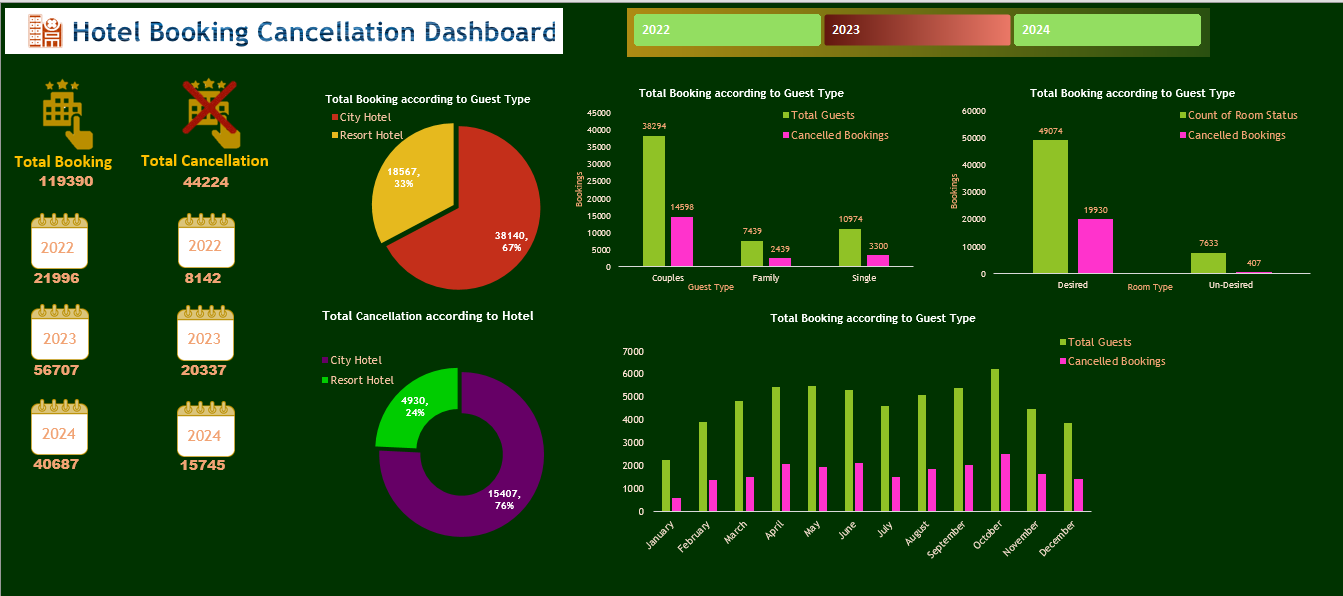 Hotel Booking Cancellation Dashboard
2022
2023
2024
Total Booking
119390
Total Cancellation
44224
2022
21996
2022
8142
2023
56707
2023
20337
2024
40687
2024
15745
Total Booking according to Guest Type
City Hotel
Resort Hotel
18567,
33%
38140,
67%
Total Booking according to Guest Type
Total Guests
Cancelled Bookings
Bookings
45000
40000
35000
30000
25000
20000
15000
10000
5000
0
38294
14598
7439
2439
10974
3300
Couples
Family
Single
Guest Type
Total Booking according to Guest Type
Count of Room Status
Cancelled Bookings
Bookings
60000
50000
40000
30000
20000
10000
0
49074
19930
7633
407
Desired
Un-Desired
Room Type
Total Cancellation according to Hotel
City Hotel
Resort Hotel
4930,
24%
15407,
76%
Total Booking according to Guest Type
Total Guests
Cancelled Bookings
7000
6000
5000
4000
3000
2000
1000
0
January
February
March
April
May
June
July
August
September
October
November
December